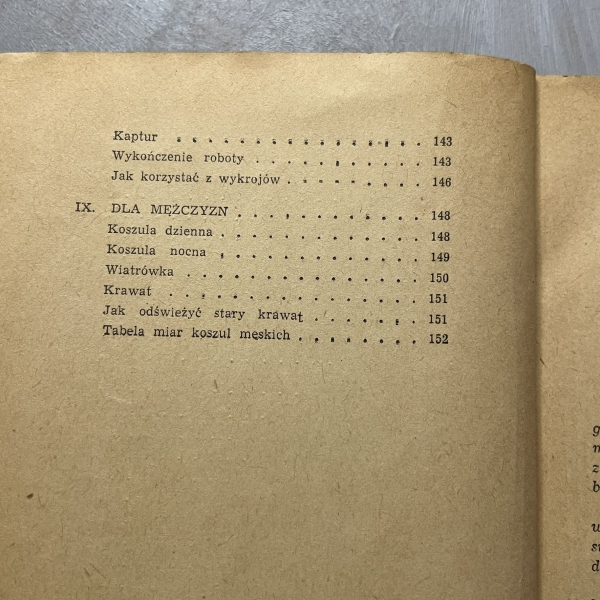 Kaptur . . . . . . . . . . . . . . . . 143
Wykończenie roboty . . . . . . . . . . . 143
Jak korzystać z wykrojów . . . . . . . . . 146
IX. DLA MĘŻCZYZN . . . . . . . . . . . . 148
Koszula dzienna . . . . . . . . . . . . . 148
Koszula nocna . . . . . . . . . . . . . 149
Wiatrówka . . . . . . . . . . . . . . . 150
Krawat . . . . . . . . . . . . . . . . 151
Jak odświeżyć stary krawat . . . . . . . 151
Tabela miar koszul męskich . . . . . . . . 152